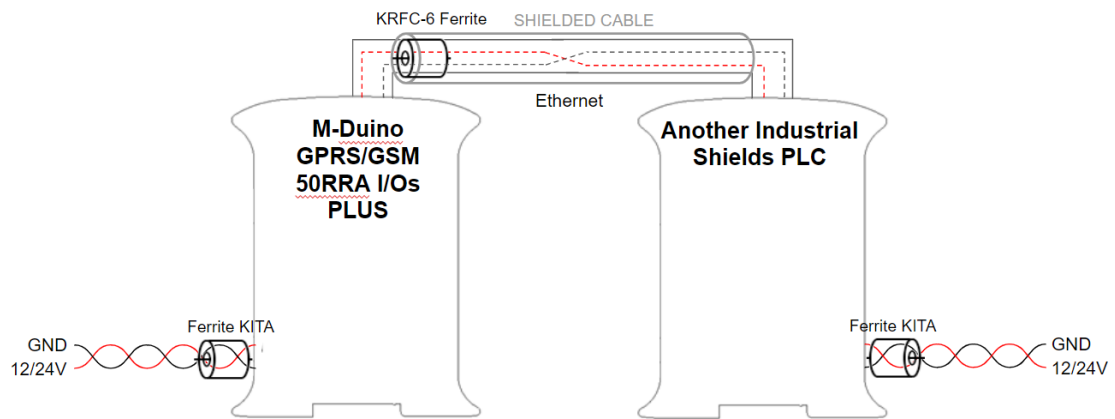 KRFC-6 Ferrite
SHIELDED CABLE
Ethernet
M-Duino
GPRS/GSM
50RRA I/Os
PLUS
Another Industrial
Shields PLC
Ferrite KITA
GND
12/24V
Ferrite KITA
GND
12/24V